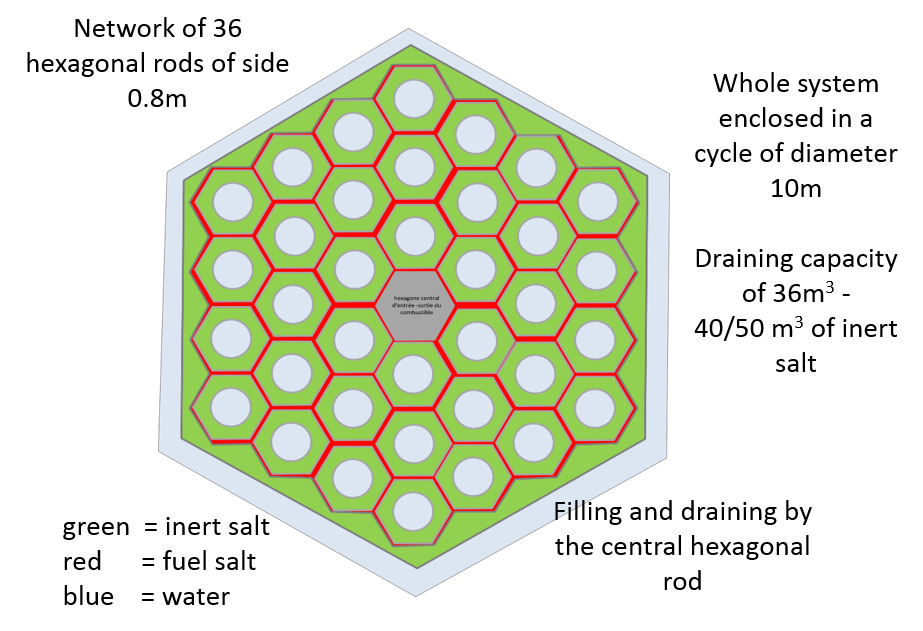 Network of 36
hexagonal rods of side
0.8m
Whole system
enclosed in a
cycle of diameter
10m
Draining capacity
of 36m³ -
40/50 m³ of inert
salt
hexagone central
d'entrée -sortie du
combustible
Filling and draining by
the central hexagonal
rod
green = inert salt
red = fuel salt
blue = water